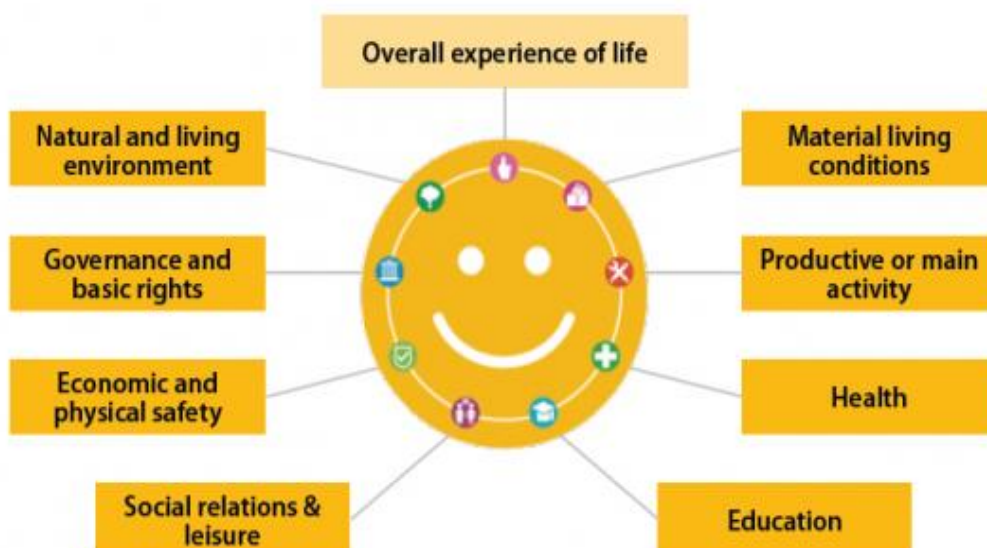 Overall experience of life
Natural and living
environment
Material living
conditions
Governance and
basic rights
Productive or main
activity
Economic and
physical safety
Health
Social relations &
leisure
Education